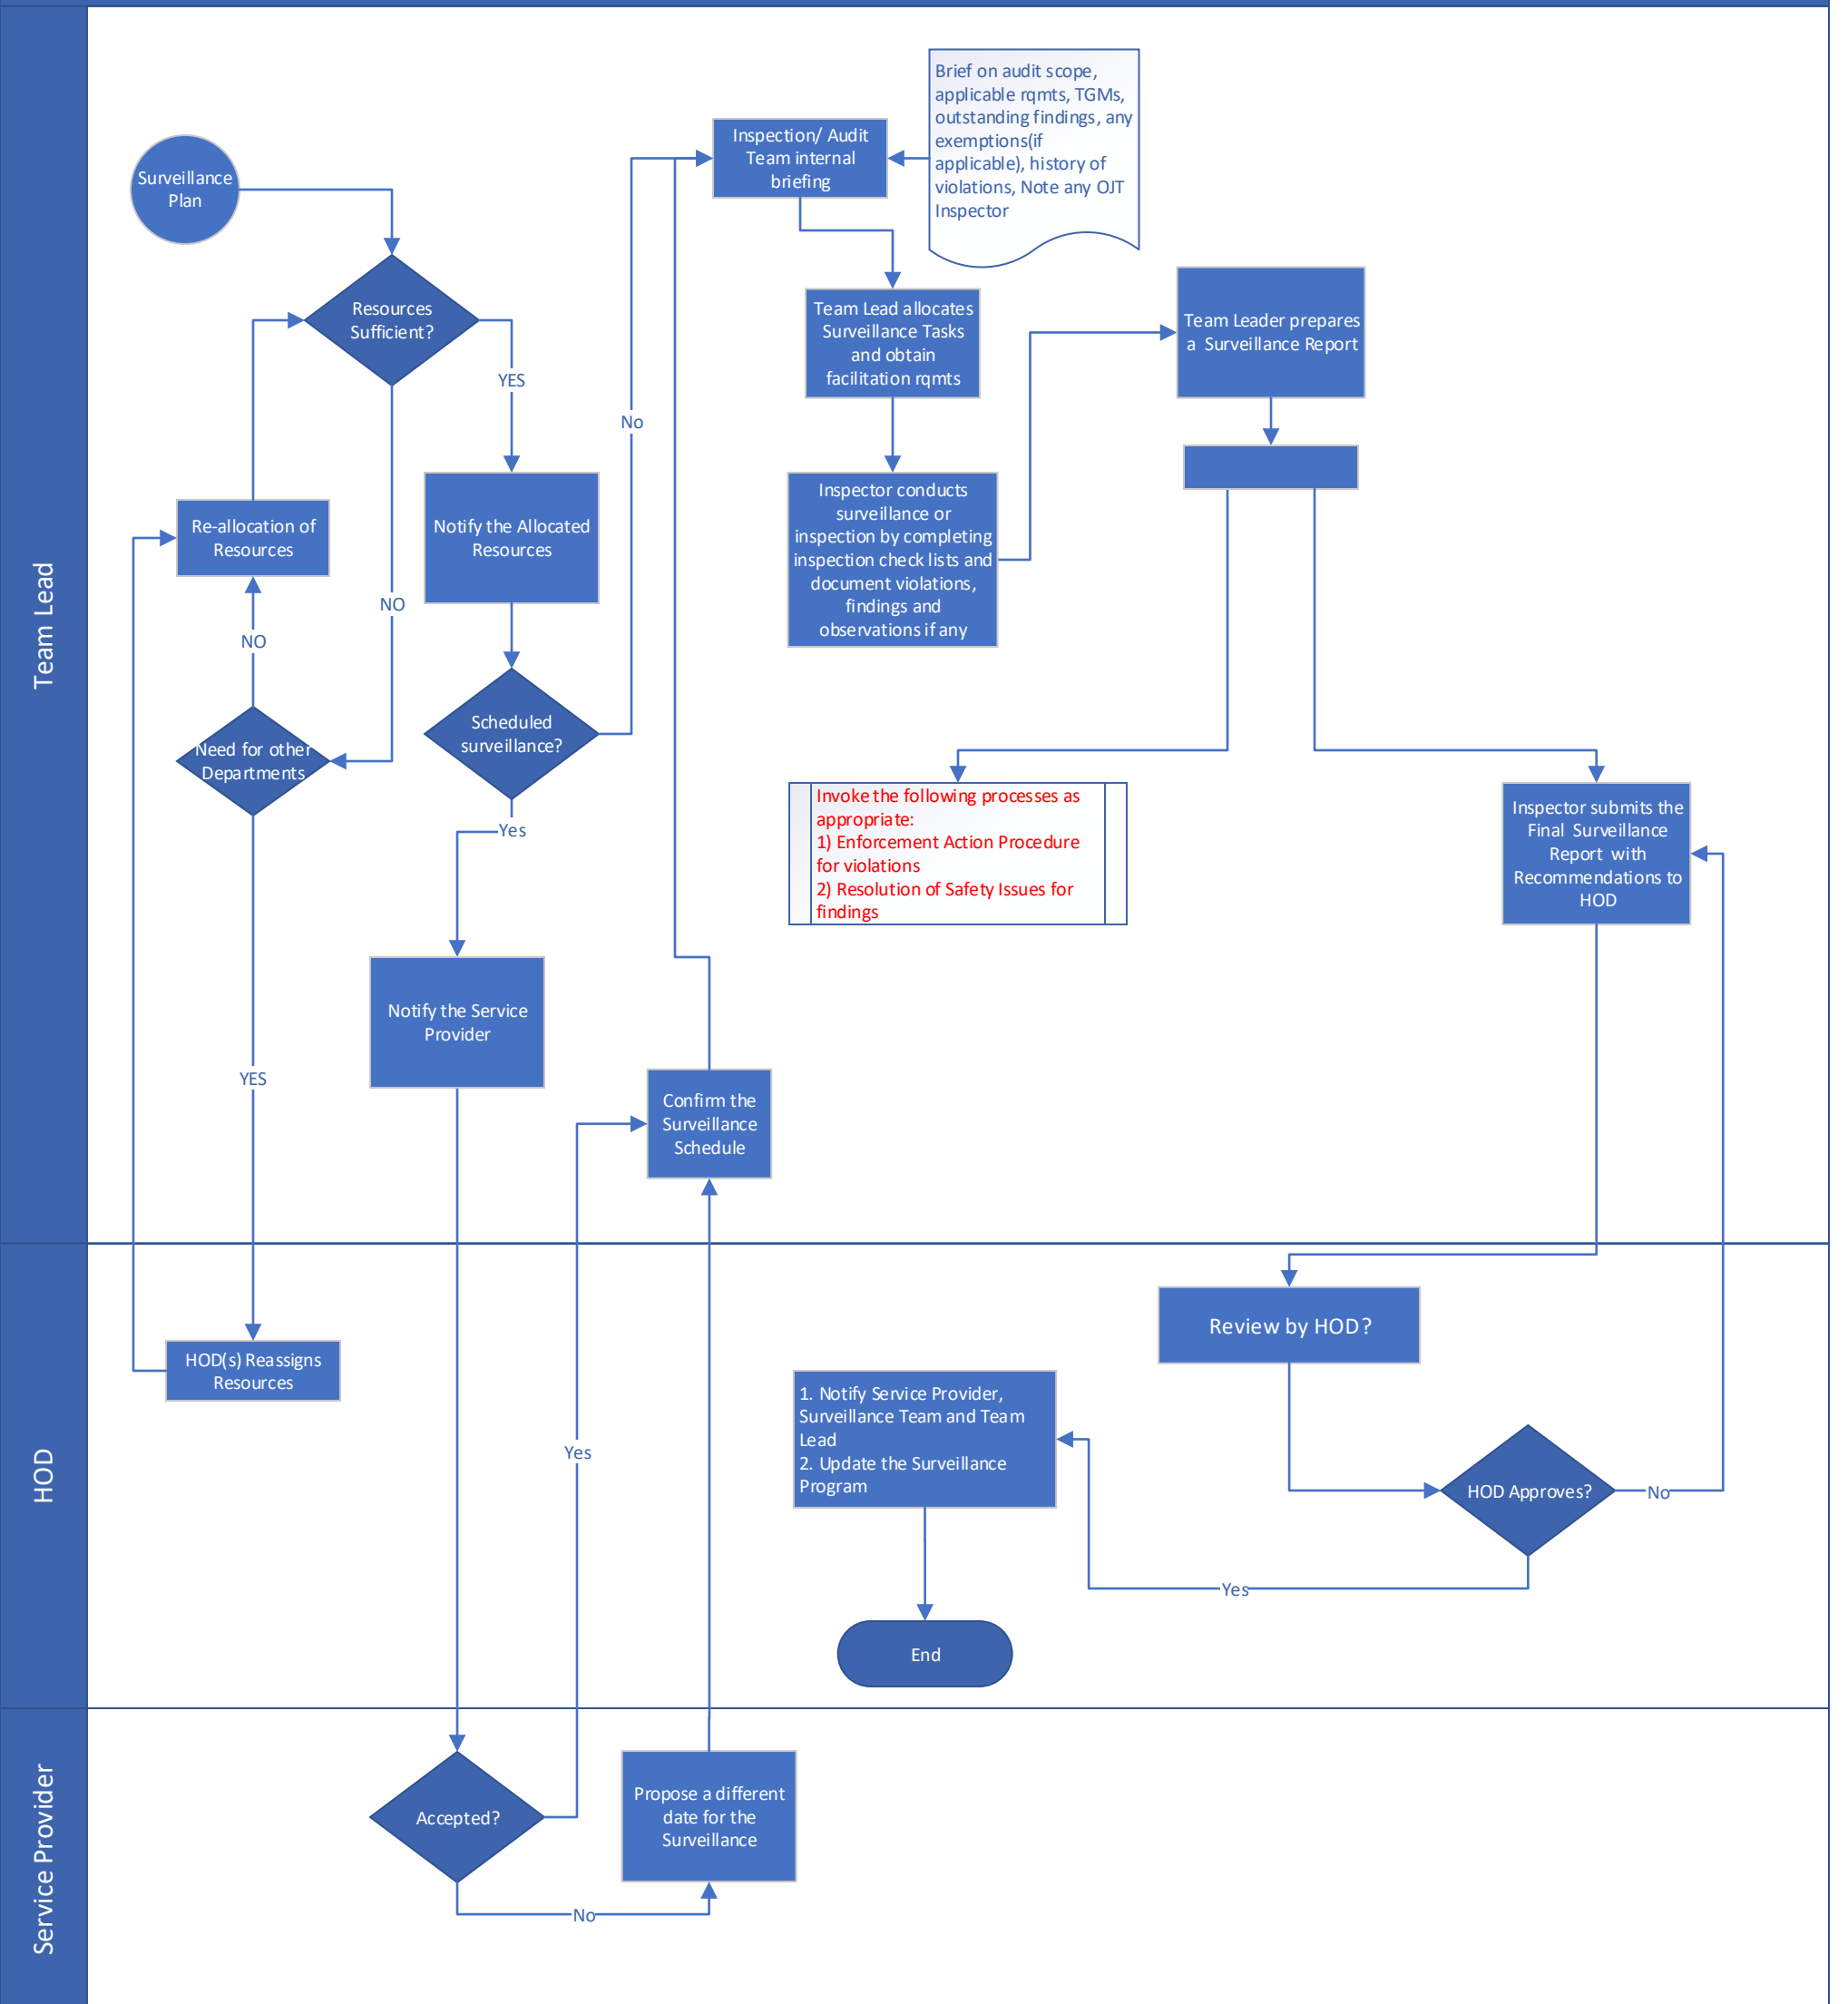 Team Lead
Surveillance
Plan
Resources
Sufficient?
YES
NO
Re-allocation of
Resources
NO
Need for other
Departments
YES
Notify the Allocated
Resources
Scheduled
surveillance?
No
Yes
Notify the Service
Provider
Confirm the
Surveillance
Schedule
Inspection/ Audit
Team internal
briefing
Brief on audit scope,
applicable rqmts, TGMs,
outstanding findings, any
exemptions(if
applicable), history of
violations, Note any OJT
Inspector
Team Lead allocates
Surveillance Tasks
and obtain
facilitation rqmts
Inspector conducts
surveillance or
inspection by completing
inspection check lists and
document violations,
findings and
observations if any
Team Leader prepares
a Surveillance Report
Invoke the following processes as
appropriate:
1) Enforcement Action Procedure
for violations
2) Resolution of Safety Issues for
findings
Inspector submits the
Final Surveillance
Report with
Recommendations to
HOD
HOD
HOD(s) Reassigns
Resources
Yes
Review by HOD?
1. Notify Service Provider,
Surveillance Team and Team
Lead
2. Update the Surveillance
Program
HOD Approves?
No
Yes
End
Service Provider
Accepted?
Propose a different
date for the
Surveillance
No